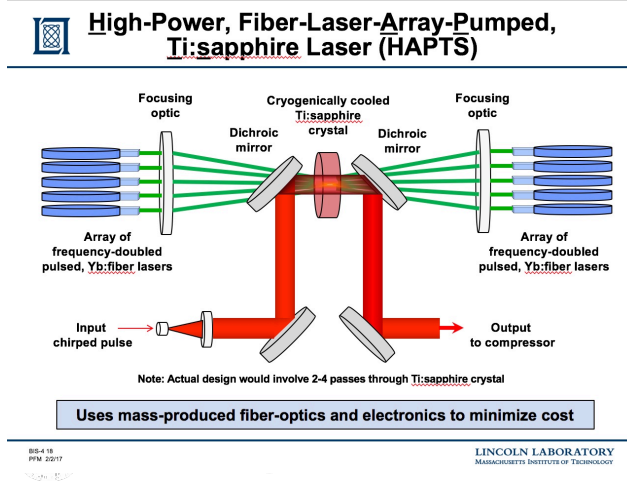 High-Power, Fiber-Laser-Array-Pumped,
Ti:sapphire Laser (HAPTS)
Focusing
optic
Cryogenically cooled
Ti:sapphire
crystal
Focusing
optic
Dichroic
mirror
Dichroic
mirror
Array of
frequency-doubled
pulsed, Yb:fiber lasers
Array of
frequency-doubled
pulsed, Yb:fiber lasers
Input
chirped pulse
Output
to compressor
Note: Actual design would involve 2-4 passes through Ti:sapphire crystal
Uses mass-produced fiber-optics and electronics to minimize cost
BIS-4 18
PFM 2/2/17
LINCOLN LABORATORY
MASSACHUSETTS INSTITUTE OF TECHNOLOGY